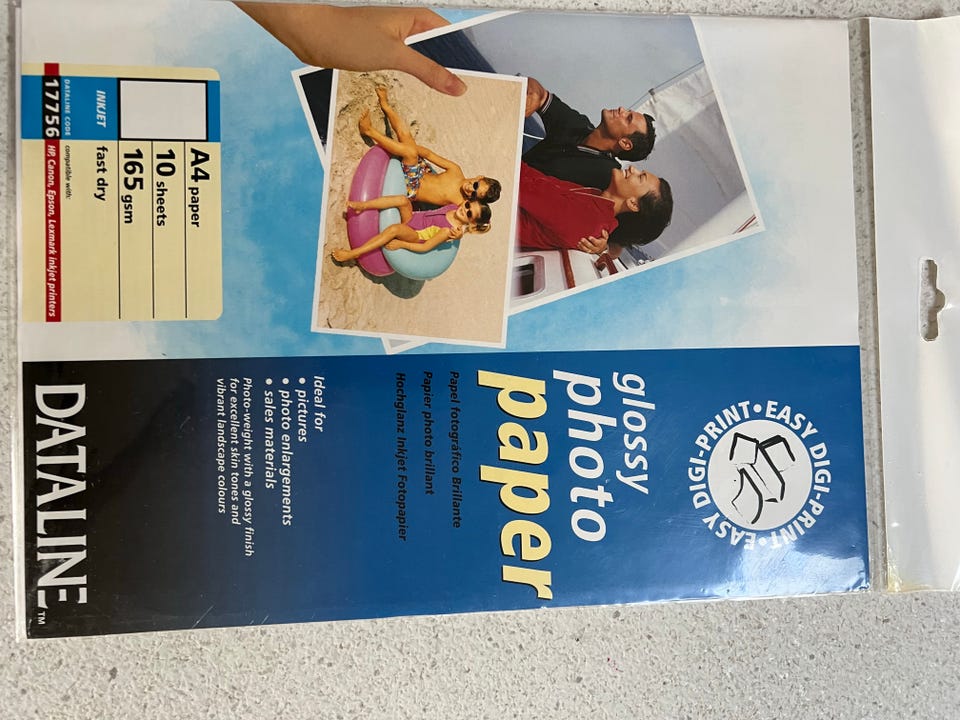 EASY DIGI-PRINT • EASY DIGI-PRINT •
glossy
photo
paper
Papel fotográfico Brillante
Papier photo brillant
Hochglanz Inkjet Fotopapier
Ideal for
• pictures
• photo enlargements
• sales materials
Photo-weight with a glossy finish
for excellent skin tones and
vibrant landscape colours
DATALINE™
A4 paper
10 sheets
165 gsm
fast dry
INKJET
DATALINE CODE
17756
compatible with:
HP, Canon, Epson, Lexmark inkjet printers